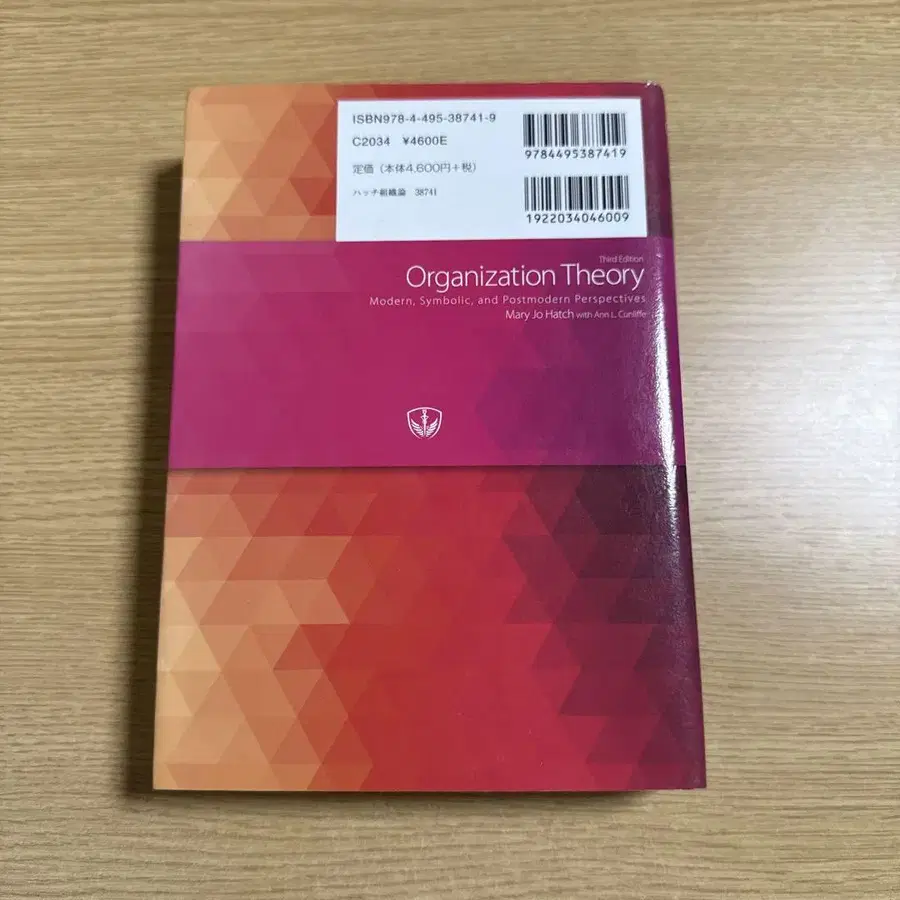 ISBN978-4-495-38741-9
C2034 ¥4600E
定価（本体4,600円＋税）
ハッチ組織論 38741
9784495387419
1922034046009
Third Edition
Organization Theory
Modern, Symbolic, and Postmodern Perspectives
Mary Jo Hatch with Ann L. Cunliffe